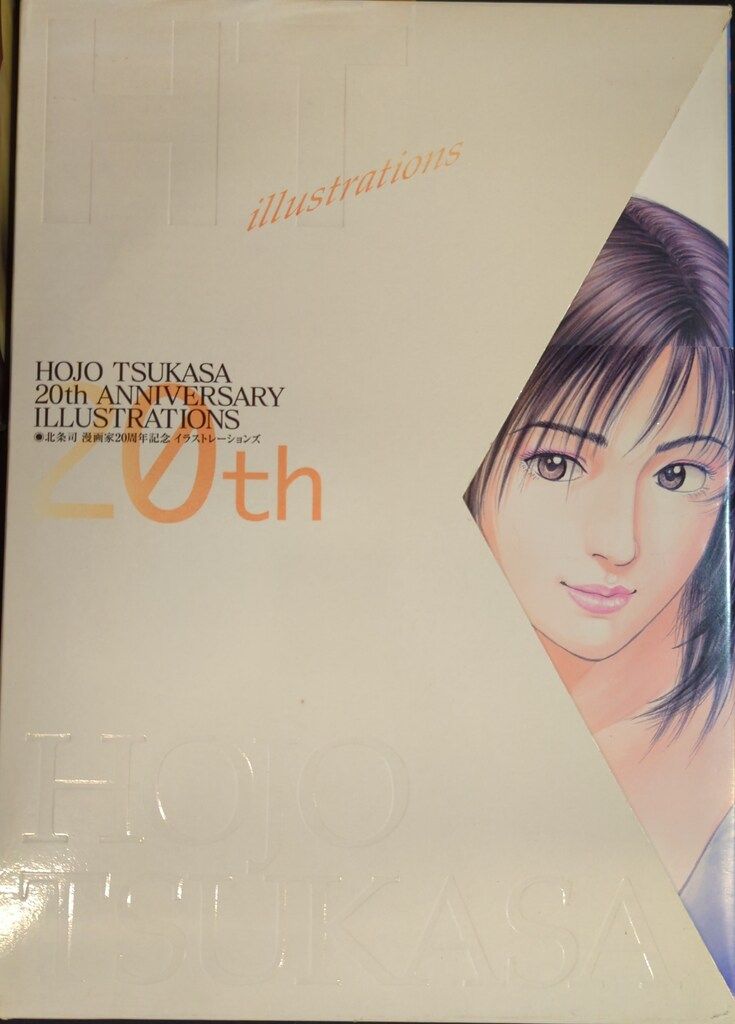 HT
illustrations
HOJO TSUKASA
20th ANNIVERSARY
ILLUSTRATIONS
◉北条司 漫画家20周年記念 イラストレーションズ
20th
HOJO
TSUKASA